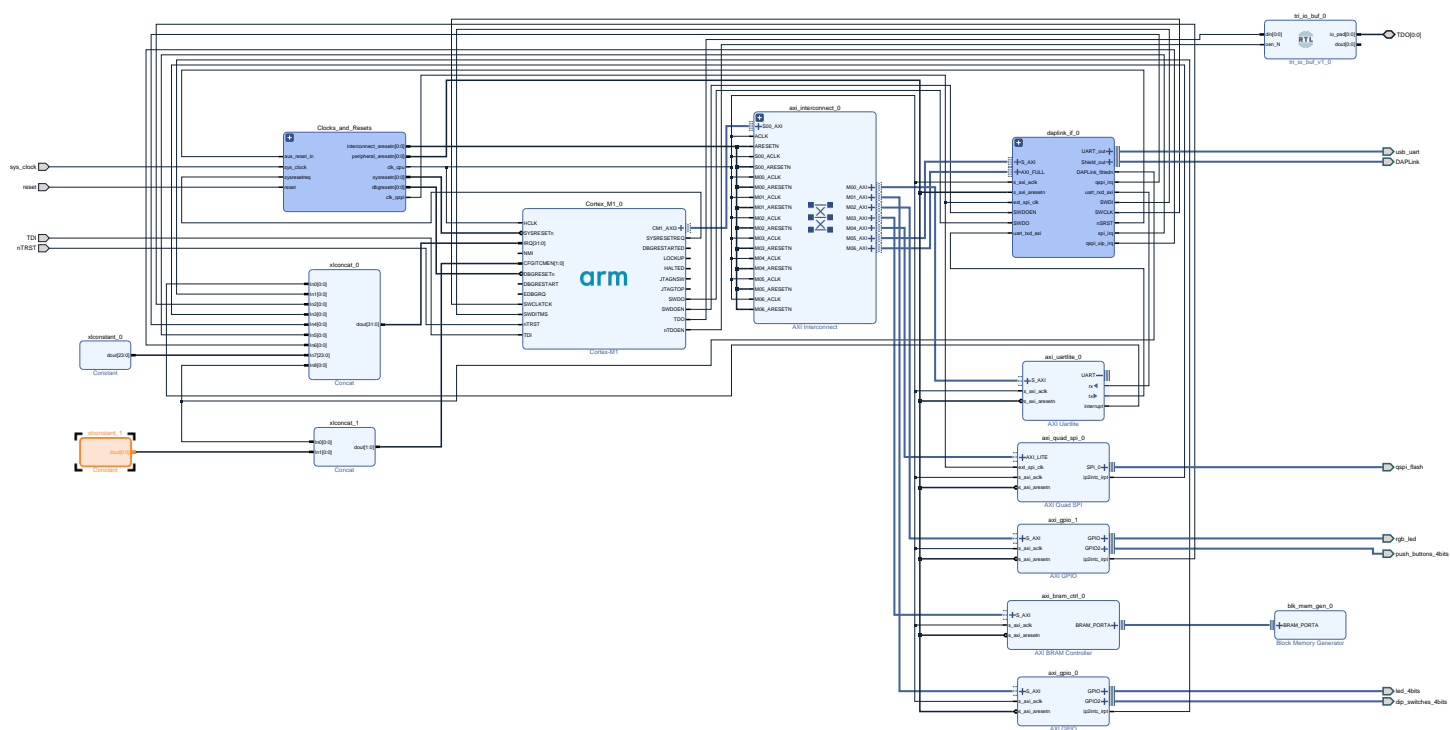 tri_io_buf_0
din[0:0]
oen_N
io_pad[0:0]
dout[0:0]
RTL
tri_io_buf_v1_0
TDO[0:0]
Clocks_and_Resets
aux_reset_in
sys_clock
sysresetreq
reset
interconnect_aresetn[0:0]
peripheral_aresetn[0:0]
clk_cpu
sysresetn[0:0]
dbgresetn[0:0]
clk_qspi
sys_clock
reset
TDI
nTRST
Cortex_M1_0
HCLK
SYSRESETn
IRQ[31:0]
NMI
CFGITCMEN[1:0]
DBGRESETn
DBGRESTART
EDBGRQ
SWCLKTCK
SWDITMS
nTRST
TDI
CM1_AXI3
SYSRESETREQ
DBGRESTARTED
LOCKUP
HALTED
JTAGNSW
JTAGTOP
SWDO
SWDOEN
TDO
nTDOEN
arm
Cortex-M1
axi_interconnect_0
S00_AXI
ACLK
ARESETN
S00_ACLK
S00_ARESETN
M00_ACLK
M00_ARESETN
M01_ACLK
M01_ARESETN
M02_ACLK
M02_ARESETN
M03_ACLK
M03_ARESETN
M04_ACLK
M04_ARESETN
M05_ACLK
M05_ARESETN
M06_ACLK
M06_ARESETN
M00_AXI
M01_AXI
M02_AXI
M03_AXI
M04_AXI
M05_AXI
M06_AXI
AXI Interconnect
daplink_if_0
S_AXI
AXI_FULL
s_axi_aclk
s_axi_aresetn
ext_spi_clk
SWDOEN
SWDO
uart_txd_axi
UART_out
Shield_out
DAPLink_fittedn
qspi_irq
uart_rxd_axi
SWDI
SWCLK
nSRST
spi_irq
qspi_xip_irq
usb_uart
DAPLink
xlconcat_0
In0[0:0]
In1[0:0]
In2[0:0]
In3[0:0]
In4[0:0]
In5[0:0]
In6[0:0]
In7[23:0]
In8[0:0]
dout[31:0]
Concat
xlconstant_0
dout[23:0]
Constant
xlconstant_1
dout[0:0]
Constant
xlconcat_1
In0[0:0]
In1[0:0]
dout[1:0]
Concat
axi_uartlite_0
S_AXI
s_axi_aclk
s_axi_aresetn
UART
rx
tx
interrupt
AXI Uartlite
axi_quad_spi_0
AXI_LITE
ext_spi_clk
s_axi_aclk
s_axi_aresetn
SPI_0
ip2intc_irpt
AXI Quad SPI
qspi_flash
axi_gpio_1
S_AXI
s_axi_aclk
s_axi_aresetn
GPIO
GPIO2
ip2intc_irpt
AXI GPIO
rgb_led
push_buttons_4bits
axi_bram_ctrl_0
S_AXI
s_axi_aclk
s_axi_aresetn
BRAM_PORTA
AXI BRAM Controller
blk_mem_gen_0
BRAM_PORTA
Block Memory Generator
axi_gpio_0
S_AXI
s_axi_aclk
s_axi_aresetn
GPIO
GPIO2
ip2intc_irpt
AXI GPIO
led_4bits
dip_switches_4bits